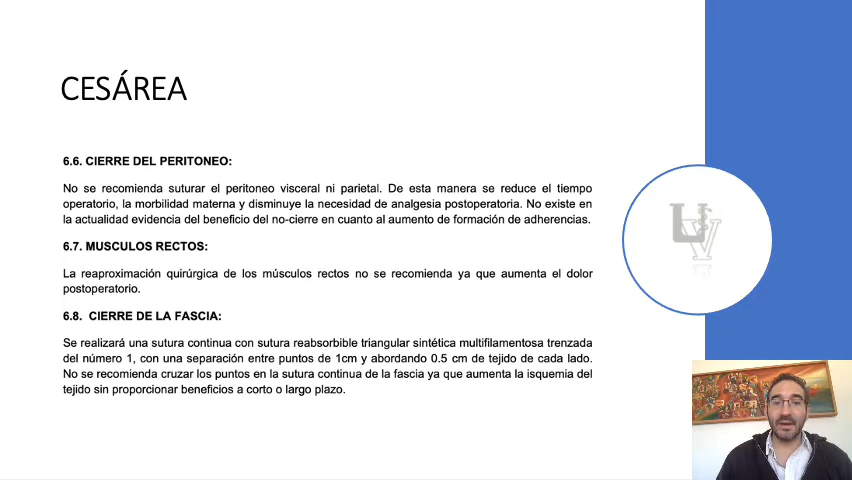 CESÁREA
6.6. CIERRE DEL PERITONEO:
No se recomienda suturar el peritoneo visceral ni parietal. De esta manera se reduce el tiempo
operatorio, la morbilidad materna y disminuye la necesidad de analgesia postoperatoria. No existe en
la actualidad evidencia del beneficio del no-cierre en cuanto al aumento de formación de adherencias.
6.7. MUSCULOS RECTOS:
La reaproximación quirúrgica de los músculos rectos no se recomienda ya que aumenta el dolor
postoperatorio.
6.8. CIERRE DE LA FASCIA:
Se realizará una sutura continua con sutura reabsorbible triangular sintética multifilamentosa trenzada
del número 1, con una separación entre puntos de 1cm y abordando 0.5 cm de tejido de cada lado.
No se recomienda cruzar los puntos en la sutura continua de la fascia ya que aumenta la isquemia del
tejido sin proporcionar beneficios a corto o largo plazo.